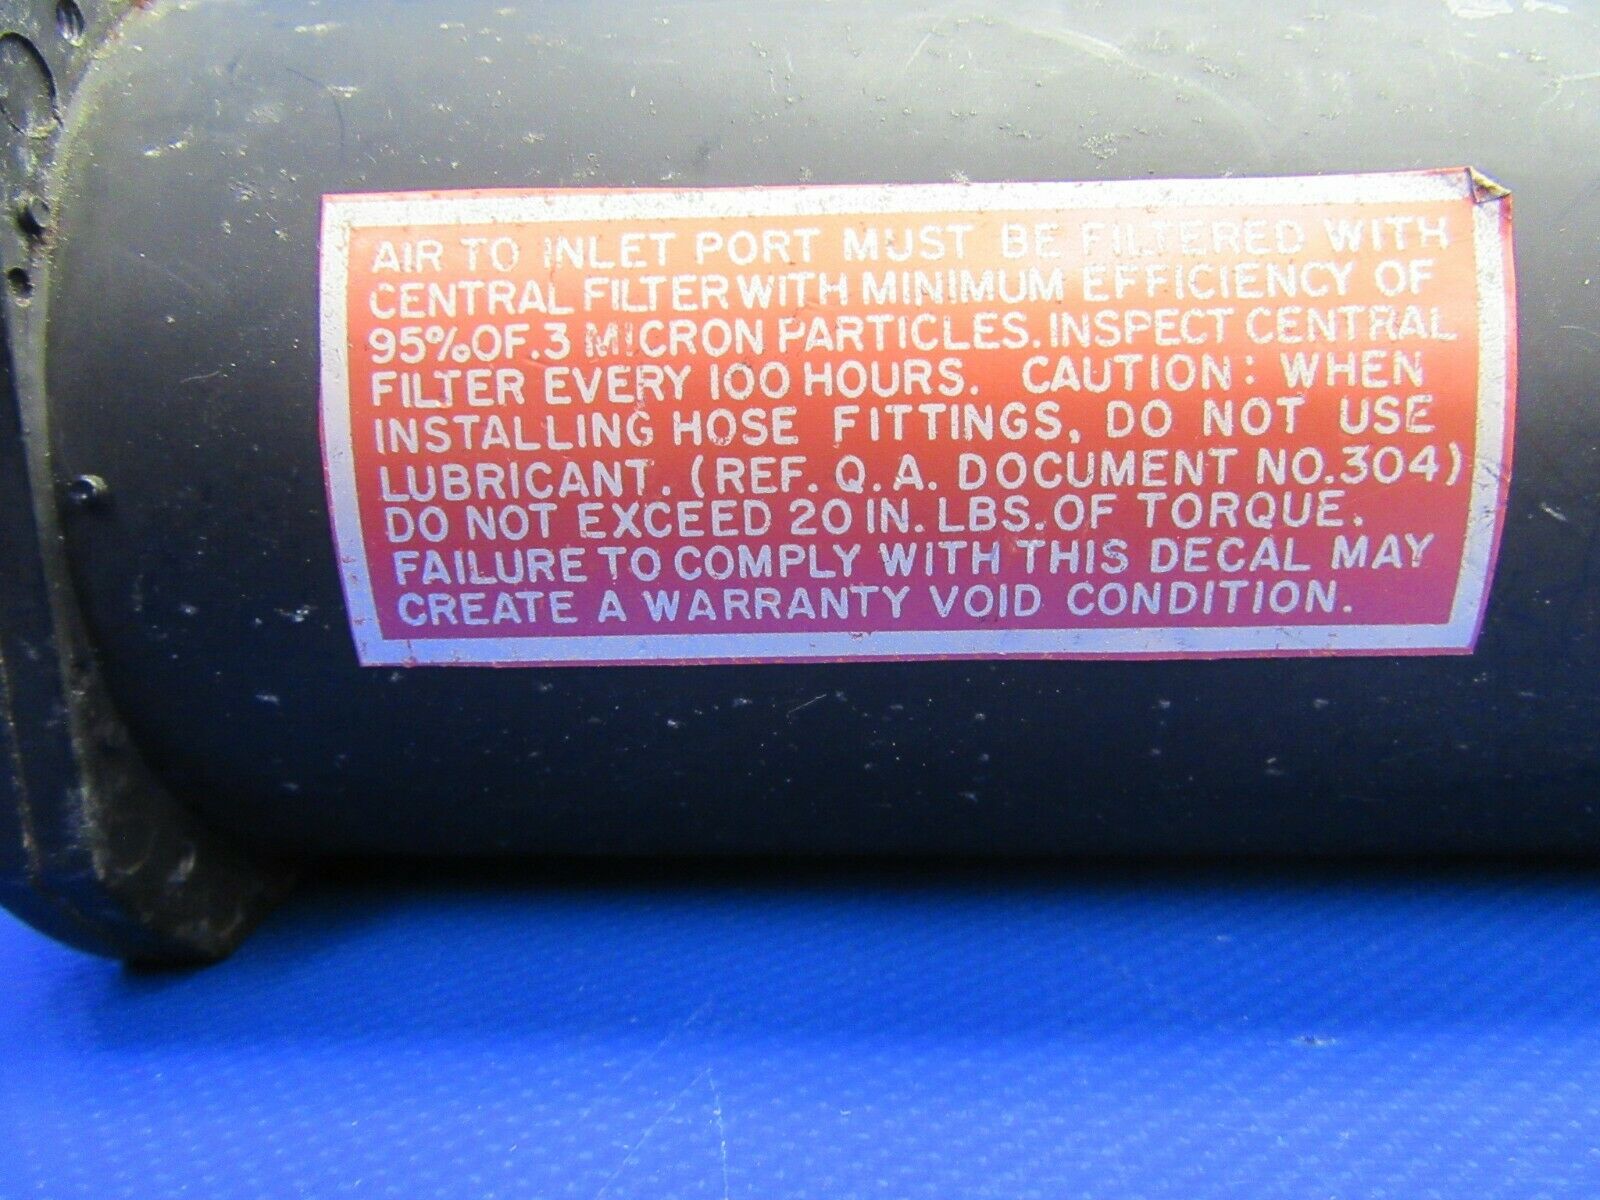 AIR TO INLET PORT MUST BE FILTERED WITH
CENTRAL FILTER WITH MINIMUM EFFICIENCY OF
95% OF .3 MICRON PARTICLES. INSPECT CENTRAL
FILTER EVERY 100 HOURS. CAUTION: WHEN
INSTALLING HOSE FITTINGS, DO NOT USE
LUBRICANT. (REF. Q.A. DOCUMENT NO.304)
DO NOT EXCEED 20 IN. LBS. OF TORQUE.
FAILURE TO COMPLY WITH THIS DECAL MAY
CREATE A WARRANTY VOID CONDITION.